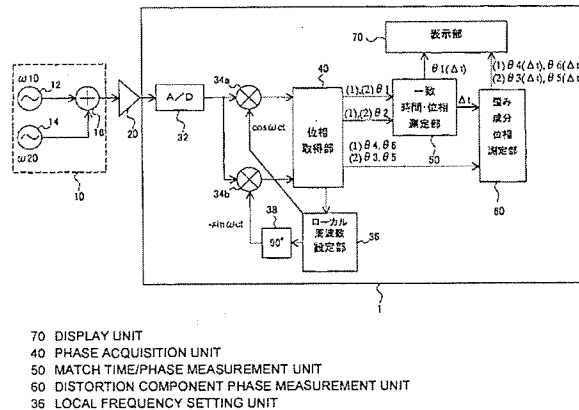 70
表示部
(1) θ4(Δt), θ6(Δt)
(2) θ3(Δt), θ5(Δt)
θ1(Δt)
ω10
12
16
14
ω20
10
20
A/D
32
34a
cosωct
34b
-sinωct
38
90°
40
位相
取得部
(1), (2) θ1
(1), (2) θ2
(1) θ4, θ6
(2) θ3, θ5
一致
時間・位相
測定部
50
Δt
歪み
成分
位相
測定部
60
ローカル
周波数
設定部
36
1
70 DISPLAY UNIT
40 PHASE ACQUISITION UNIT
50 MATCH TIME/PHASE MEASUREMENT UNIT
60 DISTORTION COMPONENT PHASE MEASUREMENT UNIT
36 LOCAL FREQUENCY SETTING UNIT